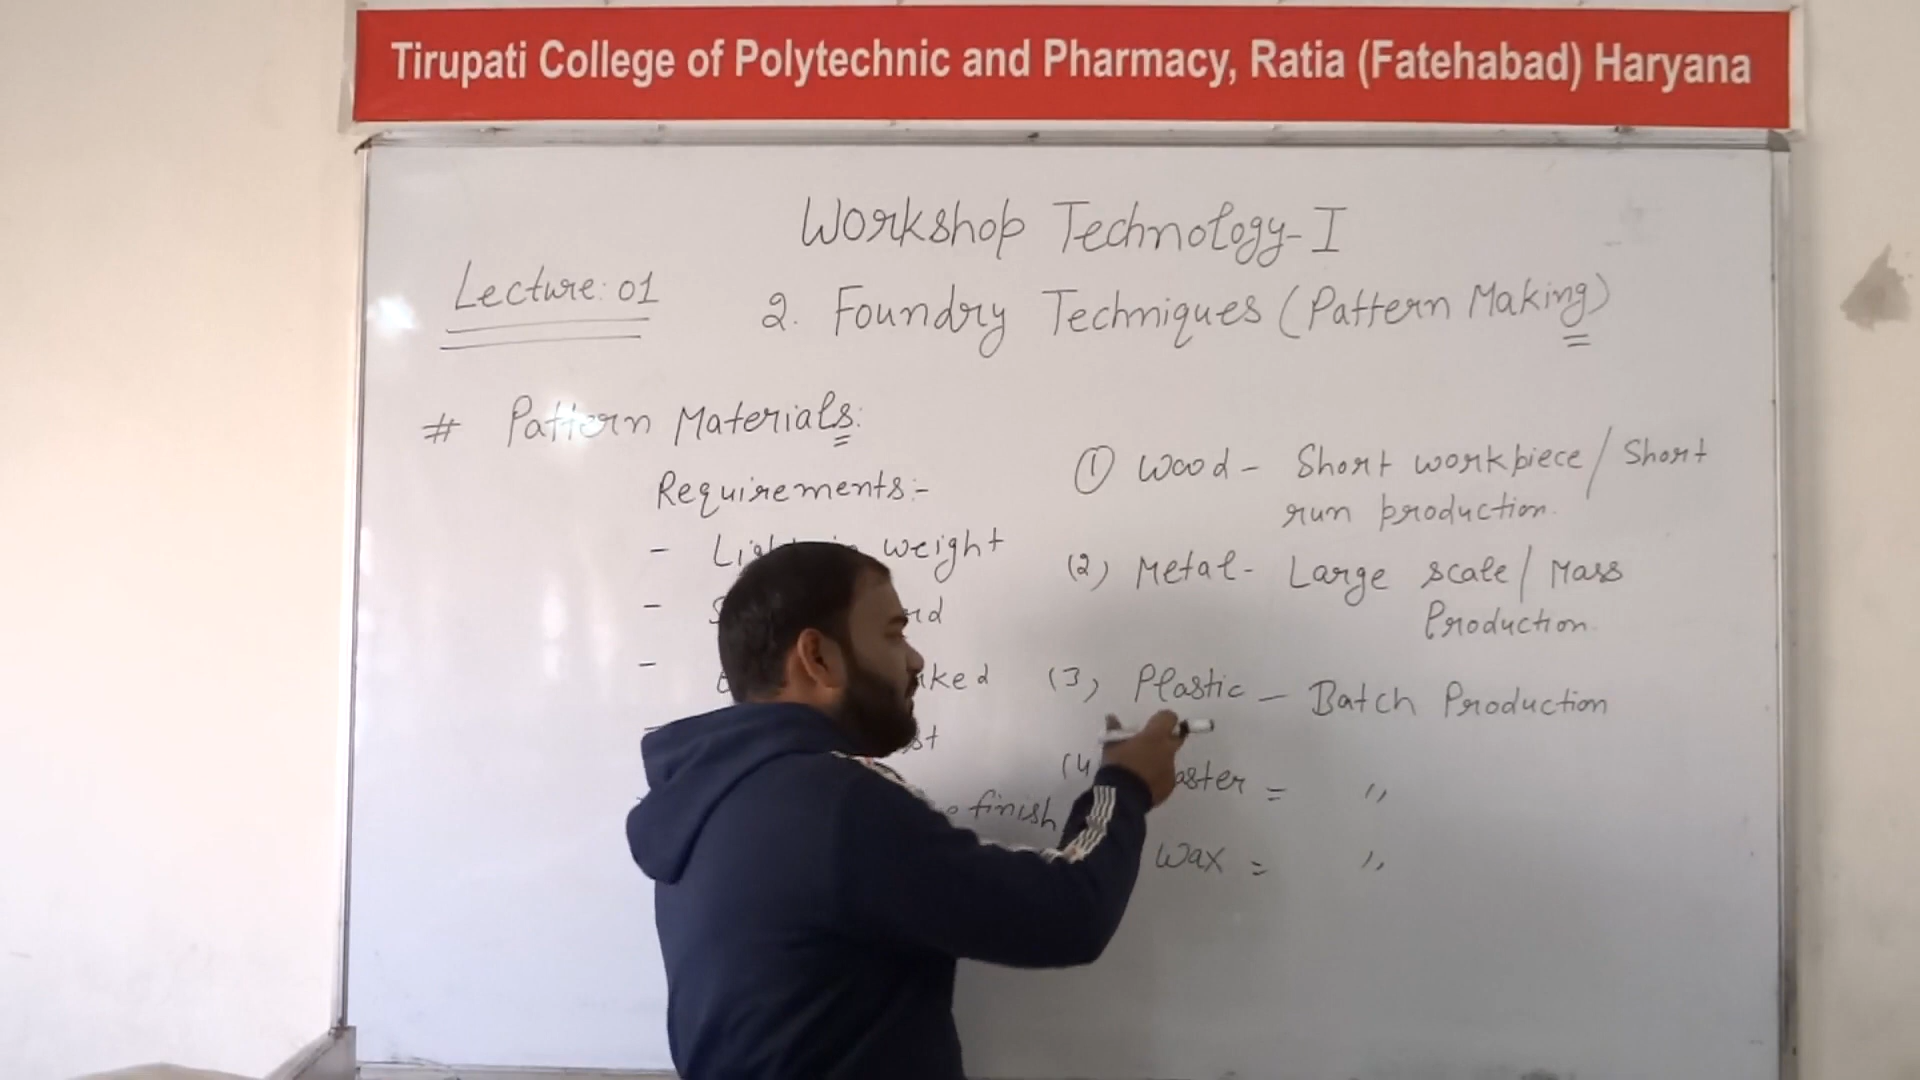 Tirupati College of Polytechnic and Pharmacy, Ratia (Fatehabad) Haryana
Workshop Technology-I
Lecture: 01
2. Foundry Techniques (Pattern Making)
# Pattern Materials:
Requirements:-
- weight
-
-
finish
① Wood - Short workpiece / Short
run production.
(2) Metal - Large scale / Mass
Production.
(3) Plastic - Batch Production
(4 = 〃
Wax = 〃